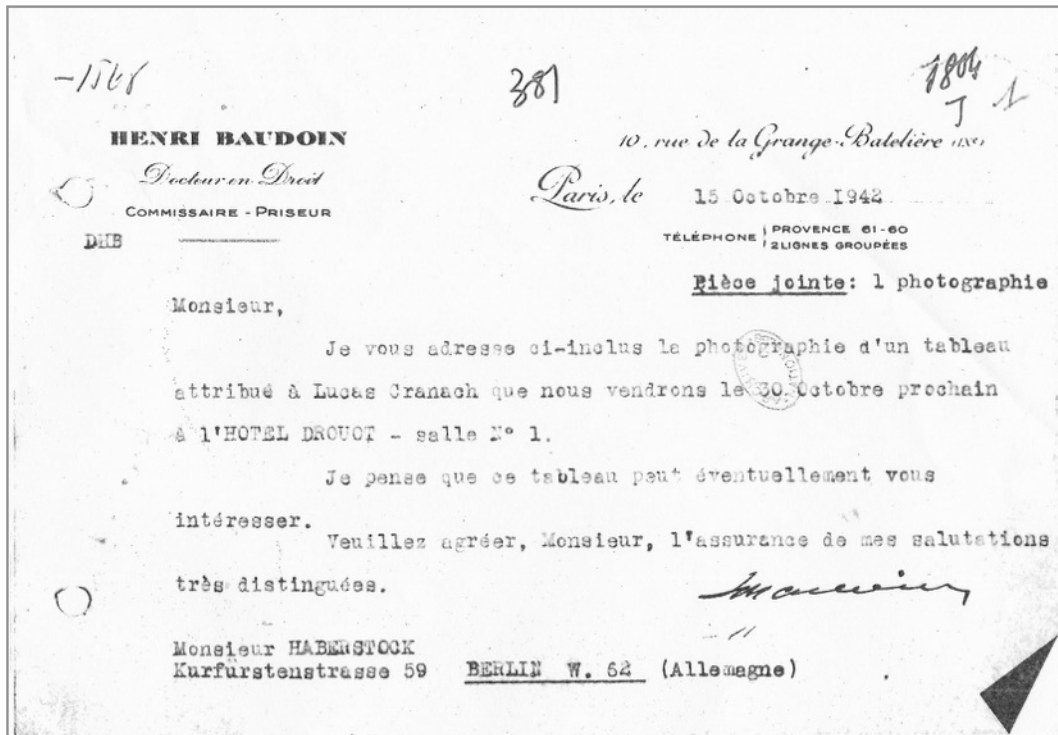 381
1804
J 1
HENRI BAUDOIN
Docteur en Droit
COMMISSAIRE - PRISEUR
DHB
10, rue de la Grange-Batelière (IXe)
Paris, le 15 Octobre I942
TÉLÉPHONE PROVENCE 61-60
2 LIGNES GROUPÉES
Pièce jointe: 1 photographie
Monsieur,
Je vous adresse ci-inclus la photographie d'un tableau
attribué à Lucas Cranach que nous vendrons le 30 Octobre prochain
à l'HOTEL DROUOT - salle N° 1.
Je pense que ce tableau peut éventuellement vous
intéresser.
Veuillez agréer, Monsieur, l'assurance de mes salutations
très distinguées.
Monsieur HABERSTOCK
Kurfürstenstrasse 59 BERLIN W. 62 (Allemagne)